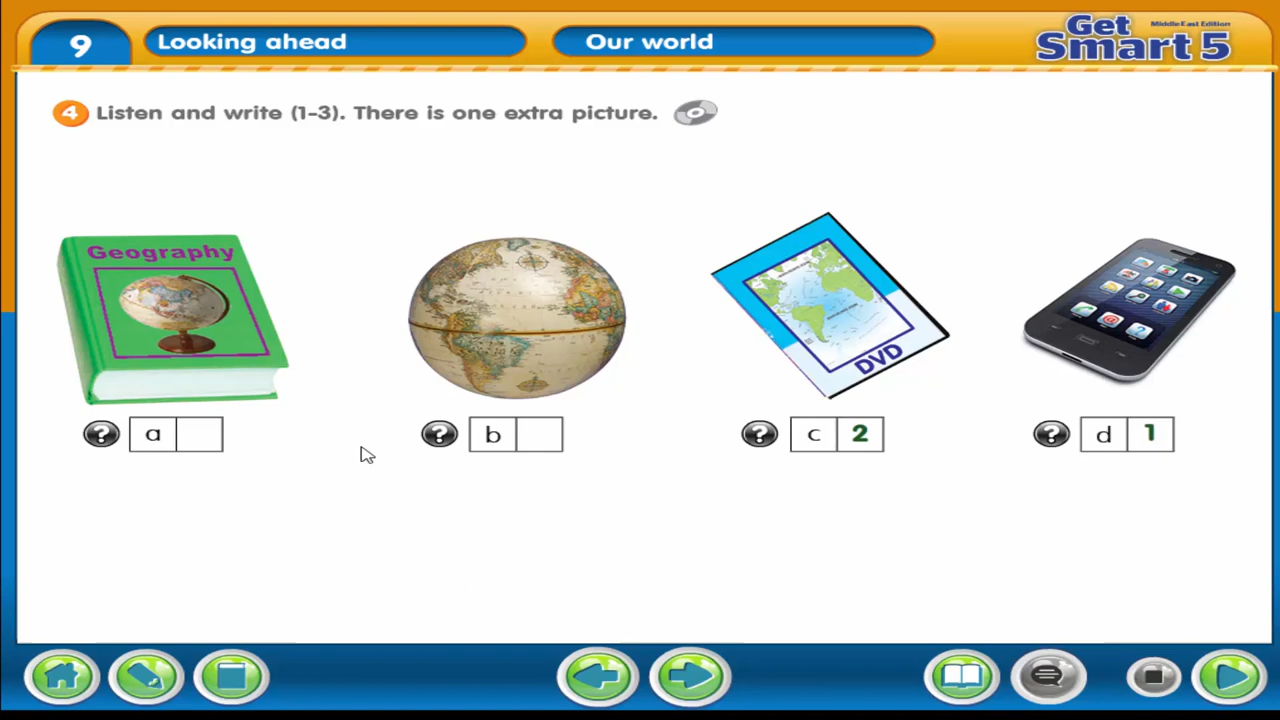 9
Looking ahead
Our world
Get
Middle East Edition
Smart 5
4 Listen and write (1-3). There is one extra picture.
Geography
DVD
? a
? b
? c 2
? d 1